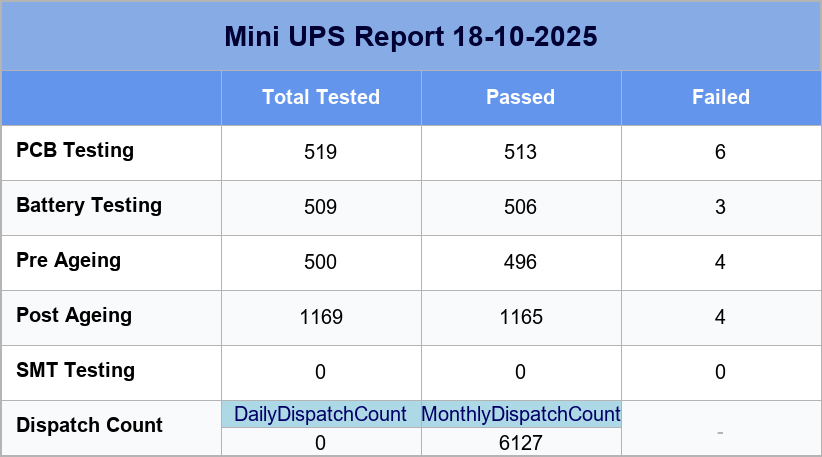 Mini UPS Report 18-10-2025
Total Tested Passed Failed
PCB Testing 519 513 6
Battery Testing 509 506 3
Pre Ageing 500 496 4
Post Ageing 1169 1165 4
SMT Testing 0 0 0
DailyDispatchCount MonthlyDispatchCount
Dispatch Count -
0 6127